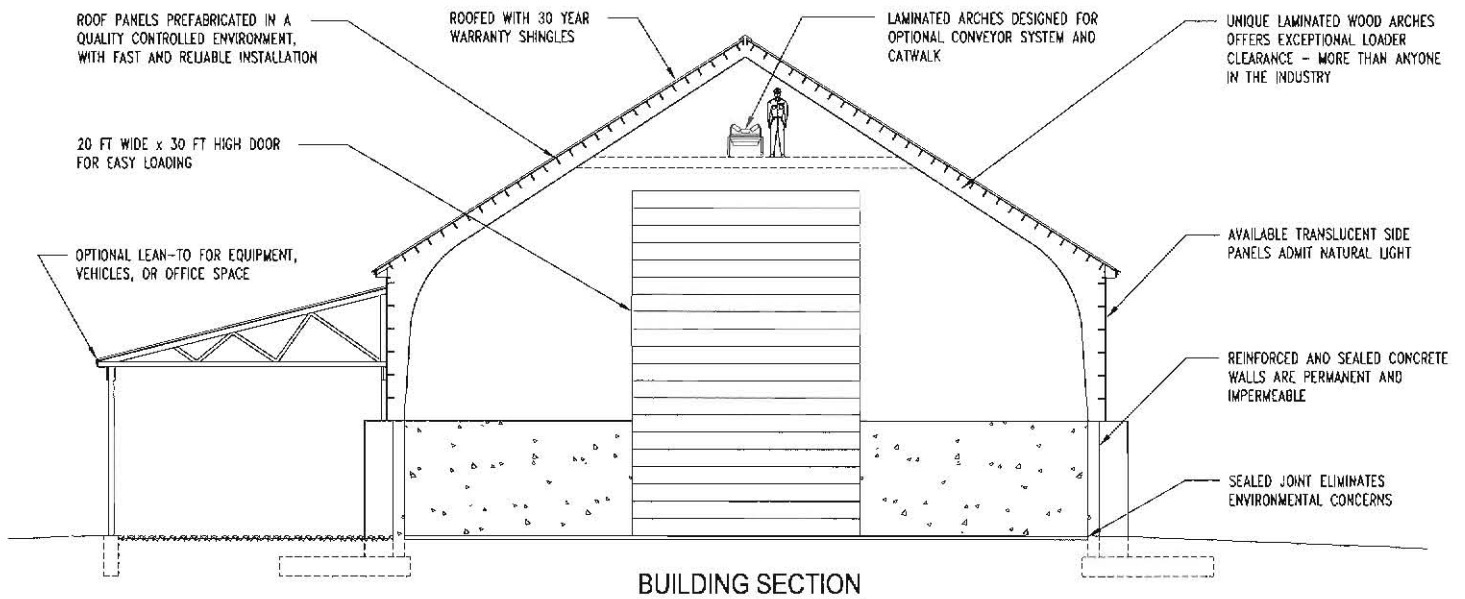 ROOF PANELS PREFABRICATED IN A
QUALITY CONTROLLED ENVIRONMENT,
WITH FAST AND RELIABLE INSTALLATION
ROOFED WITH 30 YEAR
WARRANTY SHINGLES
LAMINATED ARCHES DESIGNED FOR
OPTIONAL CONVEYOR SYSTEM AND
CATWALK
UNIQUE LAMINATED WOOD ARCHES
OFFERS EXCEPTIONAL LOADER
CLEARANCE - MORE THAN ANYONE
IN THE INDUSTRY
20 FT WIDE x 30 FT HIGH DOOR
FOR EASY LOADING
OPTIONAL LEAN-TO FOR EQUIPMENT,
VEHICLES, OR OFFICE SPACE
AVAILABLE TRANSLUCENT SIDE
PANELS ADMIT NATURAL LIGHT
REINFORCED AND SEALED CONCRETE
WALLS ARE PERMANENT AND
IMPERMEABLE
SEALED JOINT ELIMINATES
ENVIRONMENTAL CONCERNS
BUILDING SECTION